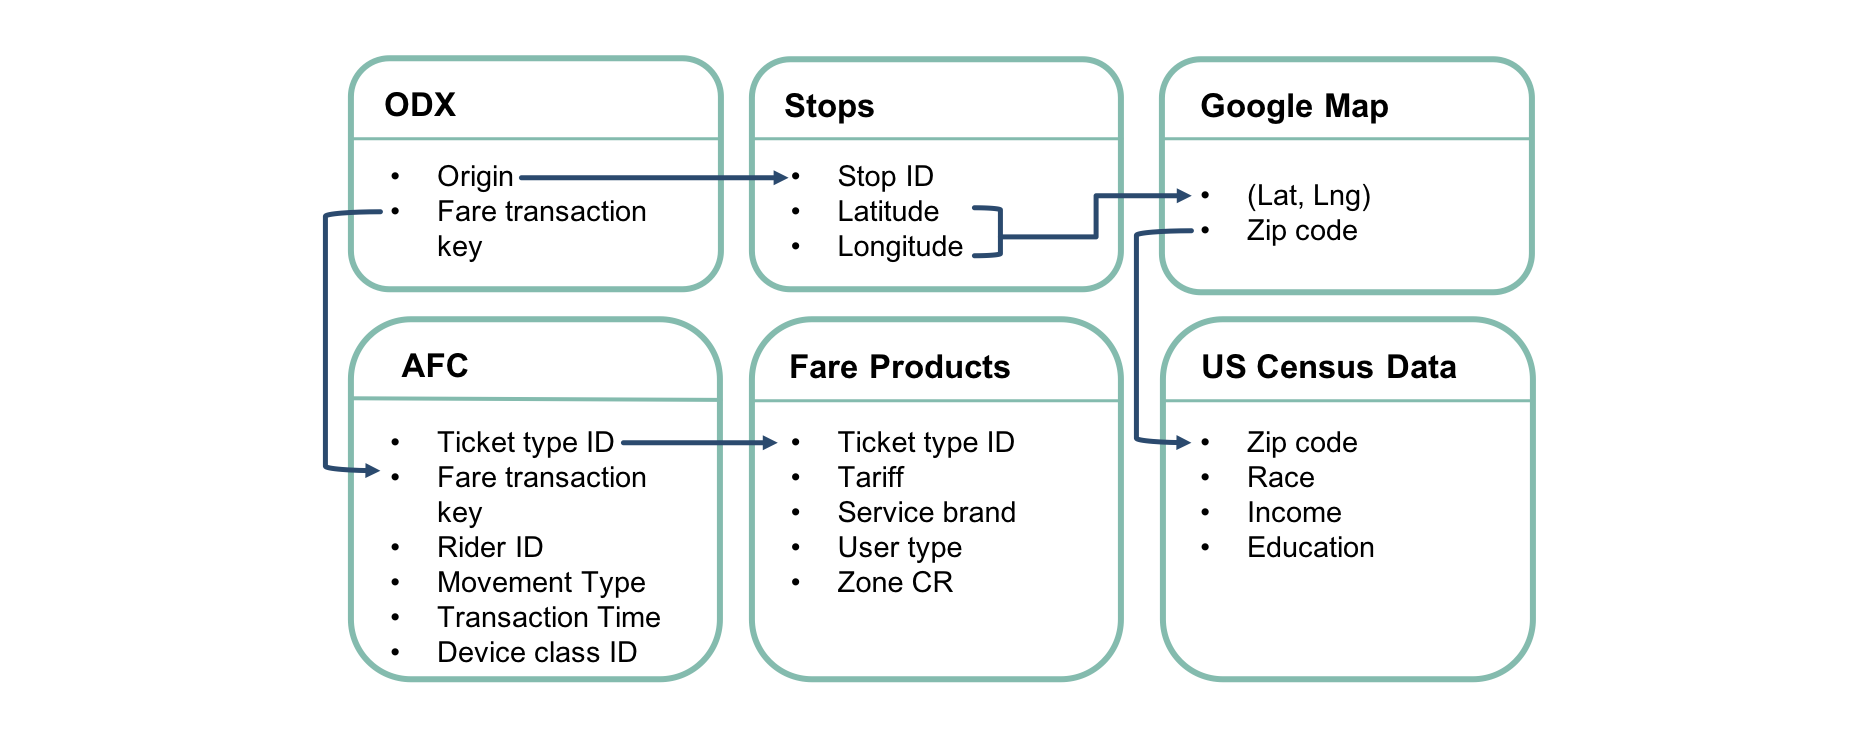 ODX
• Origin
• Fare transaction
key
Stops
• Stop ID
• Latitude
• Longitude
Google Map
• (Lat, Lng)
• Zip code
AFC
• Ticket type ID
• Fare transaction
key
• Rider ID
• Movement Type
• Transaction Time
• Device class ID
Fare Products
• Ticket type ID
• Tariff
• Service brand
• User type
• Zone CR
US Census Data
• Zip code
• Race
• Income
• Education